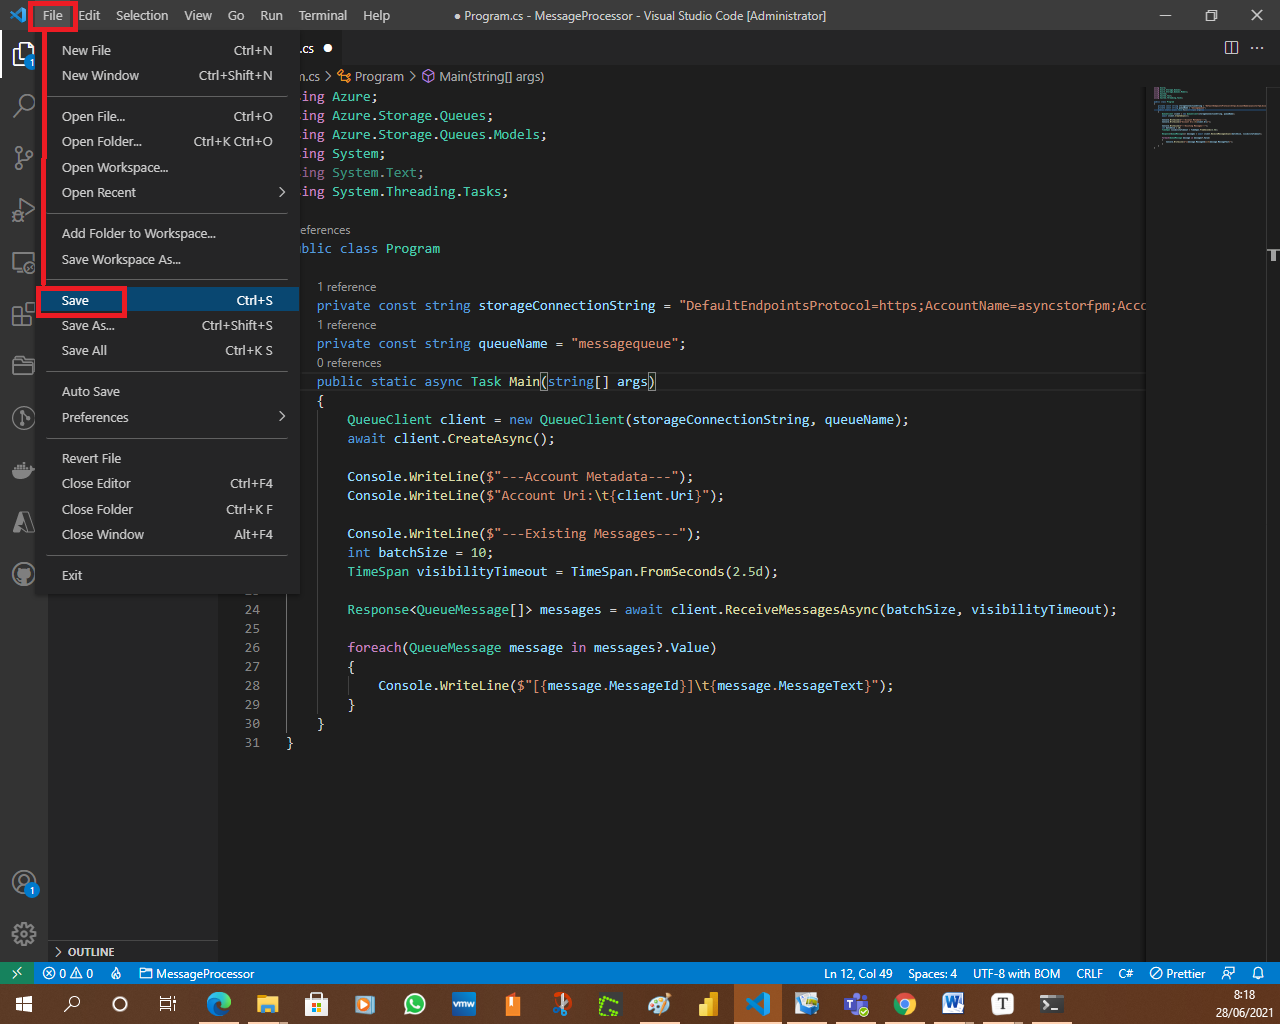 File Edit Selection View Go Run Terminal Help ● Program.cs - MessageProcessor - Visual Studio Code [Administrator]
New File Ctrl+N
New Window Ctrl+Shift+N
Open File... Ctrl+O
Open Folder... Ctrl+K Ctrl+O
Open Workspace...
Open Recent
Add Folder to Workspace...
Save Workspace As...
Save Ctrl+S
Save As... Ctrl+Shift+S
Save All Ctrl+K S
Auto Save
Preferences
Revert File
Close Editor Ctrl+F4
Close Folder Ctrl+K F
Close Window Alt+F4
Exit
.cs ●
m.cs > Program > Main(string[] args)
ing Azure;
ing Azure.Storage.Queues;
ing Azure.Storage.Queues.Models;
ing System;
ing System.Text;
ing System.Threading.Tasks;
eferences
blic class Program
1 reference
private const string storageConnectionString = "DefaultEndpointsProtocol=https;AccountName=asyncstorfpm;Acco
1 reference
private const string queueName = "messagequeue";
0 references
public static async Task Main(string[] args)
{
QueueClient client = new QueueClient(storageConnectionString, queueName);
await client.CreateAsync();
Console.WriteLine($"---Account Metadata---");
Console.WriteLine($"Account Uri:\t{client.Uri}");
Console.WriteLine($"---Existing Messages---");
int batchSize = 10;
TimeSpan visibilityTimeout = TimeSpan.FromSeconds(2.5d);
24 Response<QueueMessage[]> messages = await client.ReceiveMessagesAsync(batchSize, visibilityTimeout);
25
26 foreach(QueueMessage message in messages?.Value)
27 {
28 Console.WriteLine($"[{message.MessageId}]\t{message.MessageText}");
29 }
30 }
31 }
1
1
OUTLINE
0 0 MessageProcessor Ln 12, Col 49 Spaces: 4 UTF-8 with BOM CRLF C# Prettier
vmw W T
8:18
28/06/2021